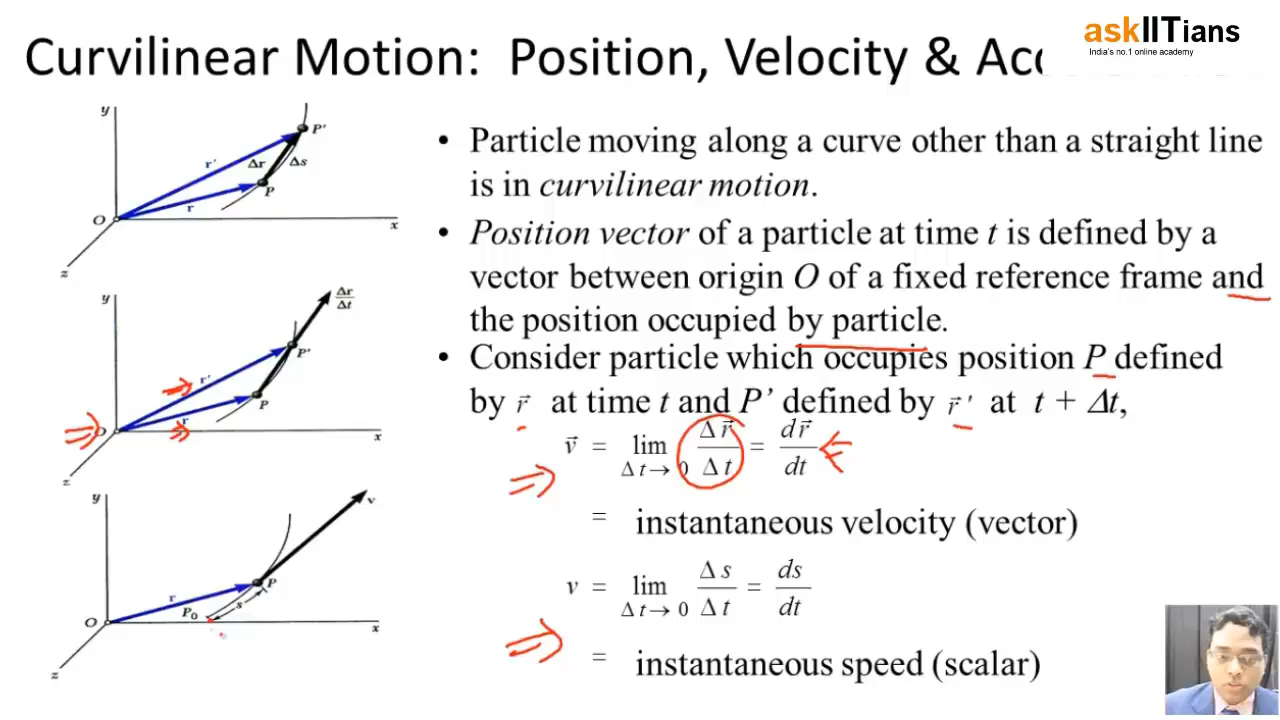 askIITians
India's no.1 online academy
Curvilinear Motion: Position, Velocity & Acc
• Particle moving along a curve other than a straight line
is in curvilinear motion.
• Position vector of a particle at time t is defined by a
vector between origin O of a fixed reference frame and
the position occupied by particle.
• Consider particle which occupies position P defined
by r⃗ at time t and P' defined by r⃗ ' at t + Δt,
v⃗ = lim Δt→0 Δr⃗/Δt = dr⃗/dt
= instantaneous velocity (vector)
v = lim Δt→0 Δs/Δt = ds/dt
= instantaneous speed (scalar)
y
P'
r'
Δr
Δs
P
r
O
x
z
y
Δr/Δt
P'
r'
P
r
x
z
y
v
r
P
s
P0
O
x
z